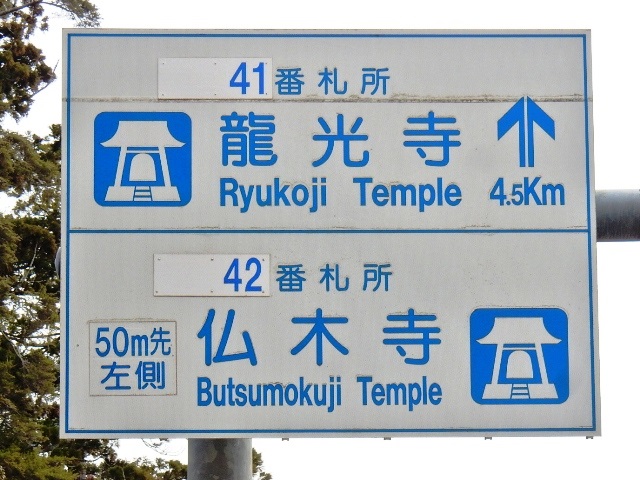 41番札所
龍光寺
Ryukoji Temple 4.5Km
42番札所
50m先
左側
仏木寺
Butsumokuji Temple